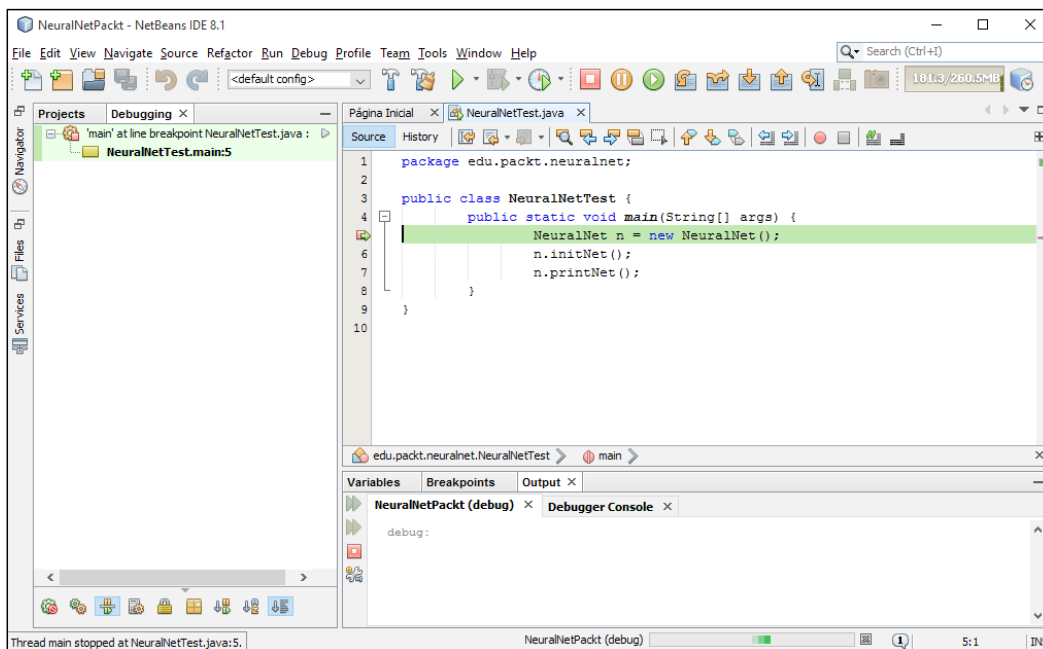 NeuralNetPackt - NetBeans IDE 8.1
File Edit View Navigate Source Refactor Run Debug Profile Team Tools Window Help
Search (Ctrl+I)
<default config>
181.3/260.5MB
Projects Debugging
Navigator
Files
Services
'main' at line breakpoint NeuralNetTest.java :
NeuralNetTest.main:5
Página Inicial NeuralNetTest.java
Source History
1 package edu.packt.neuralnet;
2
3 public class NeuralNetTest {
4 public static void main(String[] args) {
NeuralNet n = new NeuralNet();
6 n.initNet();
7 n.printNet();
8 }
9 }
10
edu.packt.neuralnet.NeuralNetTest main
Variables Breakpoints Output
NeuralNetPackt (debug) Debugger Console
debug:
Thread main stopped at NeuralNetTest.java:5.
NeuralNetPackt (debug)
1
5:1